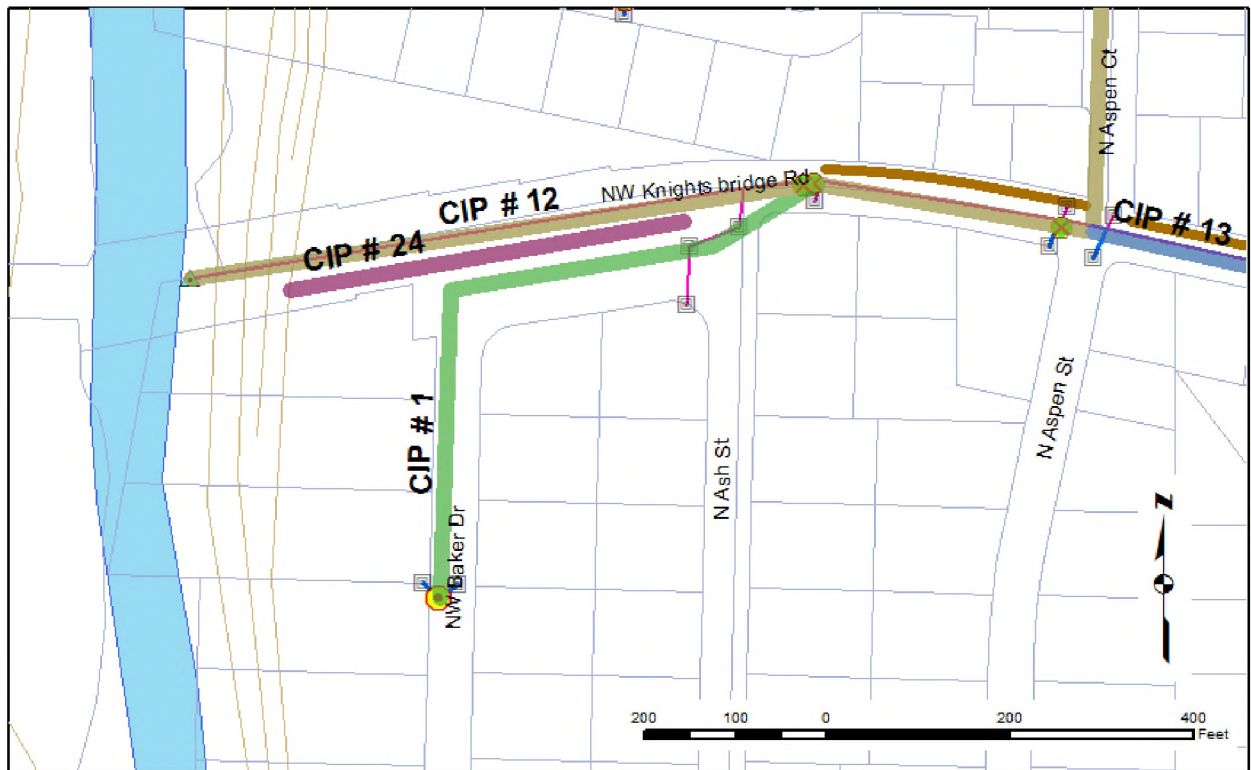 N Aspen Ct
NW Knights bridge Rd
CIP # 12
CIP # 13
CIP # 24
CIP # 1
N Aspen St
N Ash St
NW Baker Dr
N
200 100 0 200 400
Feet